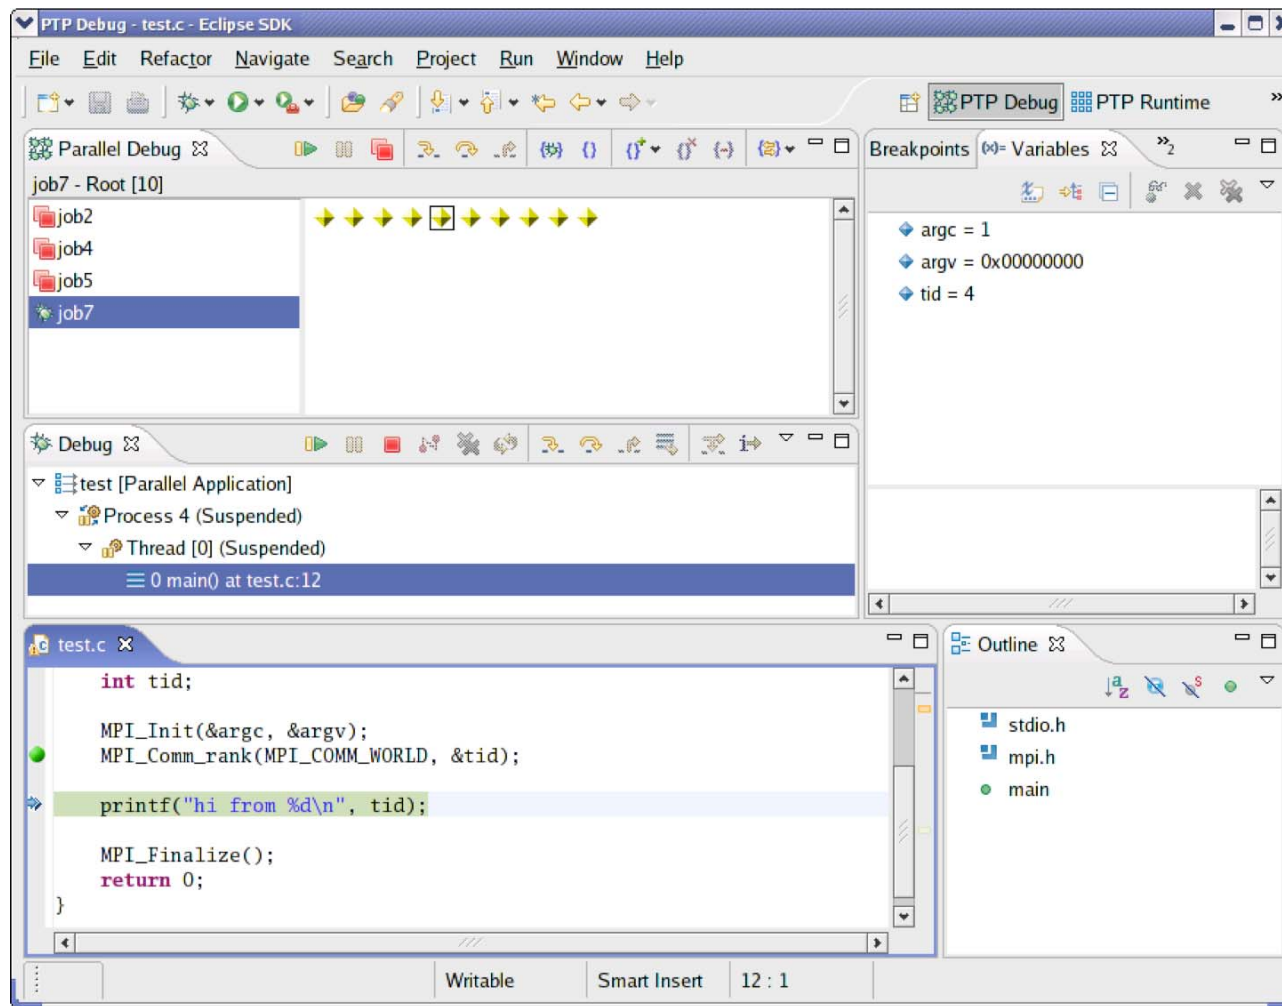 PTP Debug - test.c - Eclipse SDK
File Edit Refactor Navigate Search Project Run Window Help
PTP Debug PTP Runtime »
Parallel Debug
job7 - Root [10]
job2
job4
job5
job7
Breakpoints (x)= Variables »2
argc = 1
argv = 0x00000000
tid = 4
Debug
test [Parallel Application]
Process 4 (Suspended)
Thread [0] (Suspended)
0 main() at test.c:12
test.c
int tid;
MPI_Init(&argc, &argv);
MPI_Comm_rank(MPI_COMM_WORLD, &tid);
printf("hi from %d\n", tid);
MPI_Finalize();
return 0;
}
Outline
stdio.h
mpi.h
main
Writable Smart Insert 12 : 1